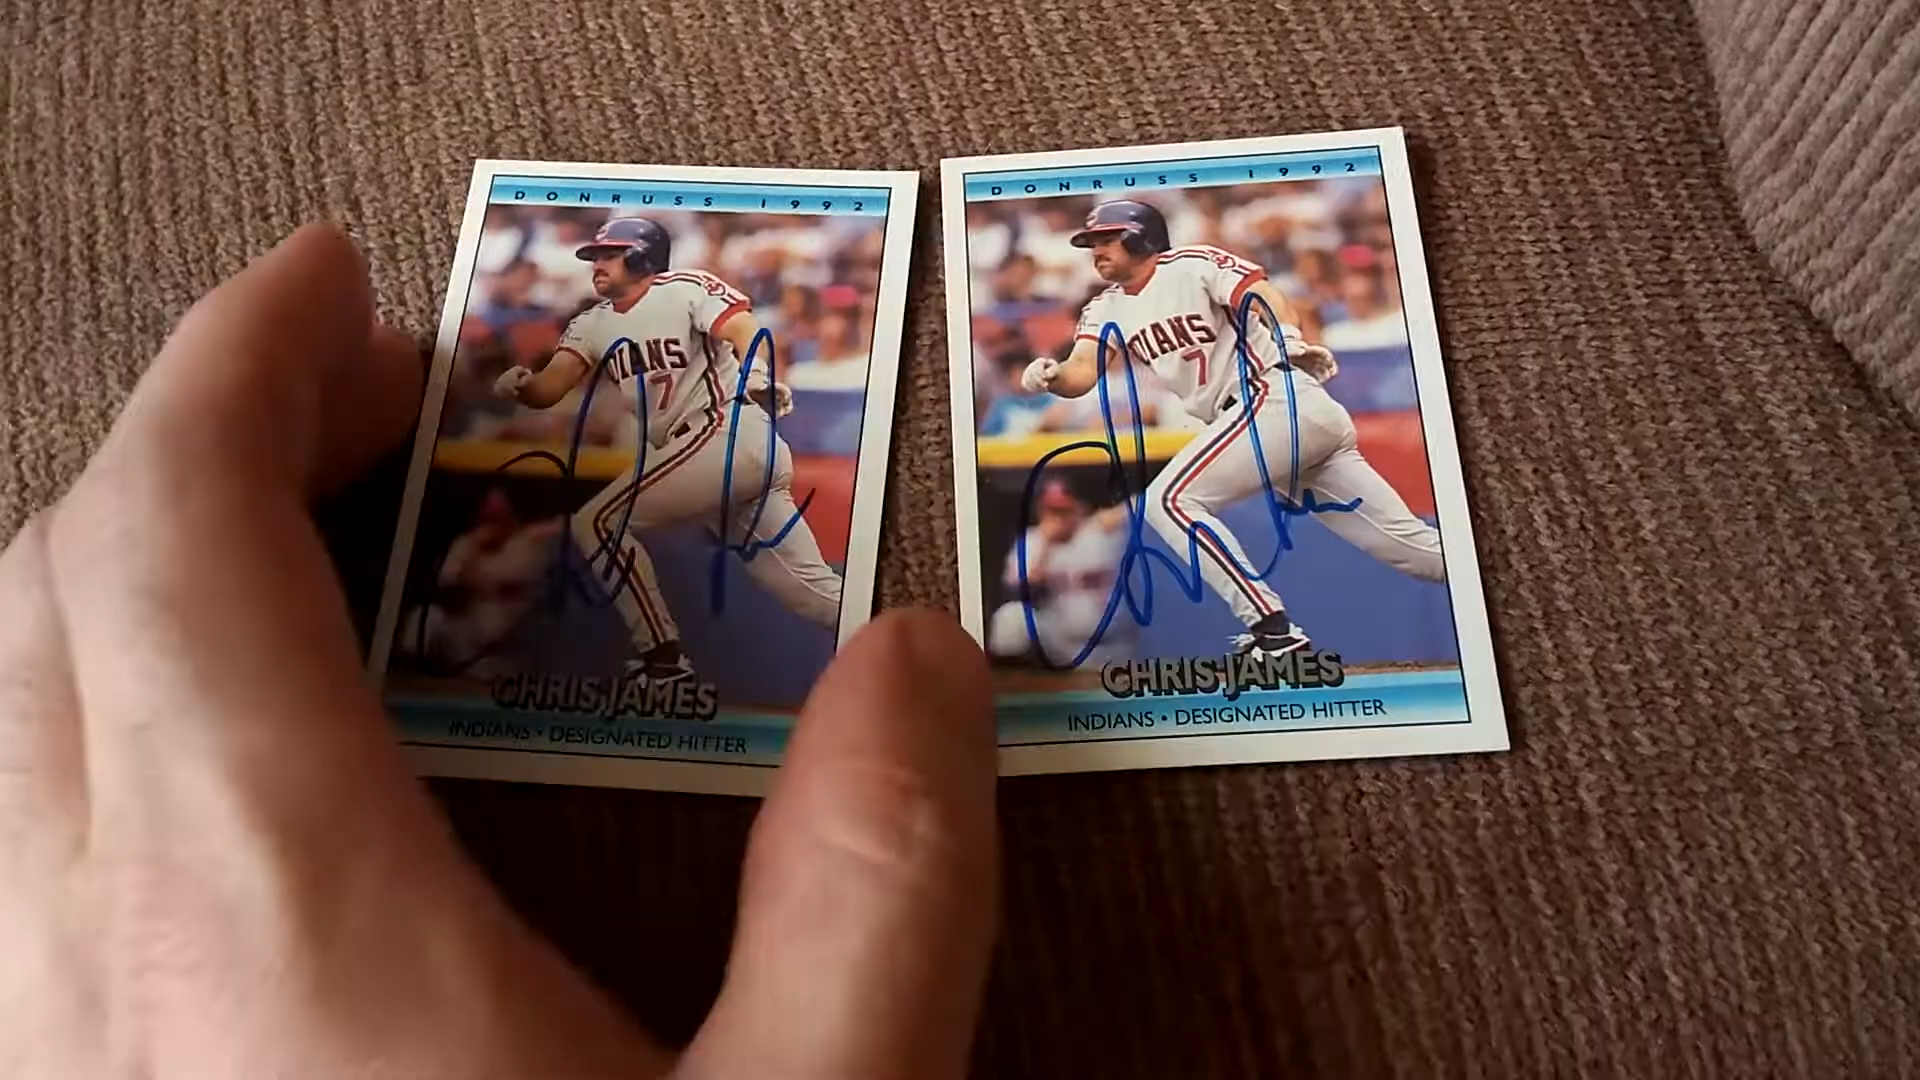 DONRUSS 1992
INDIANS
7
CHRIS JAMES
INDIANS • DESIGNATED HITTER
DONRUSS 1992
INDIANS
7
CHRIS JAMES
INDIANS • DESIGNATED HITTER